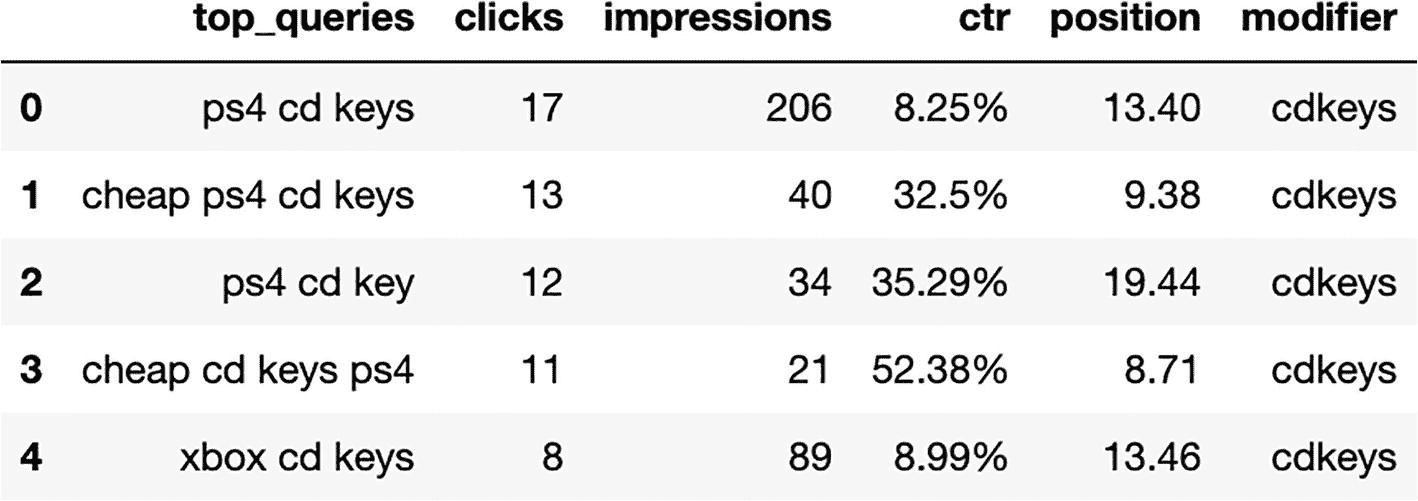 top_queries clicks impressions ctr position modifier
0 ps4 cd keys 17 206 8.25% 13.40 cdkeys
1 cheap ps4 cd keys 13 40 32.5% 9.38 cdkeys
2 ps4 cd key 12 34 35.29% 19.44 cdkeys
3 cheap cd keys ps4 11 21 52.38% 8.71 cdkeys
4 xbox cd keys 8 89 8.99% 13.46 cdkeys